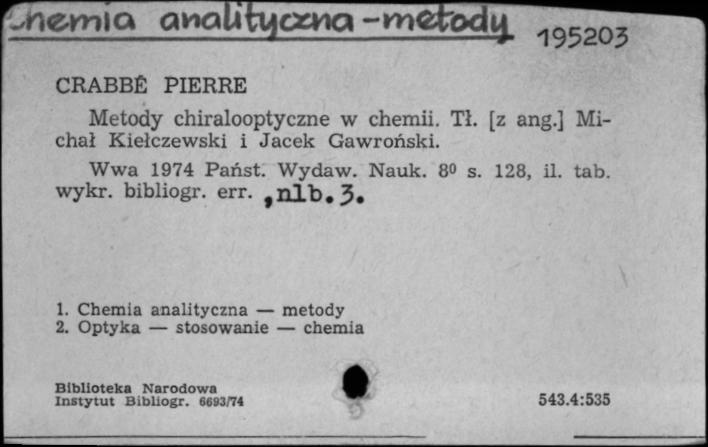 Chemia analityczna - metody
195203
CRABBÉ PIERRE
Metody chiralooptyczne w chemii. Tł. [z ang.] Mi-
chał Kiełczewski i Jacek Gawroński.
Wwa 1974 Państ. Wydaw. Nauk. 8⁰ s. 128, il. tab.
wykr. bibliogr. err. , nlb. 3.
1. Chemia analityczna — metody
2. Optyka — stosowanie — chemia
Biblioteka Narodowa
Instytut Bibliogr. 6693/74
543.4:535